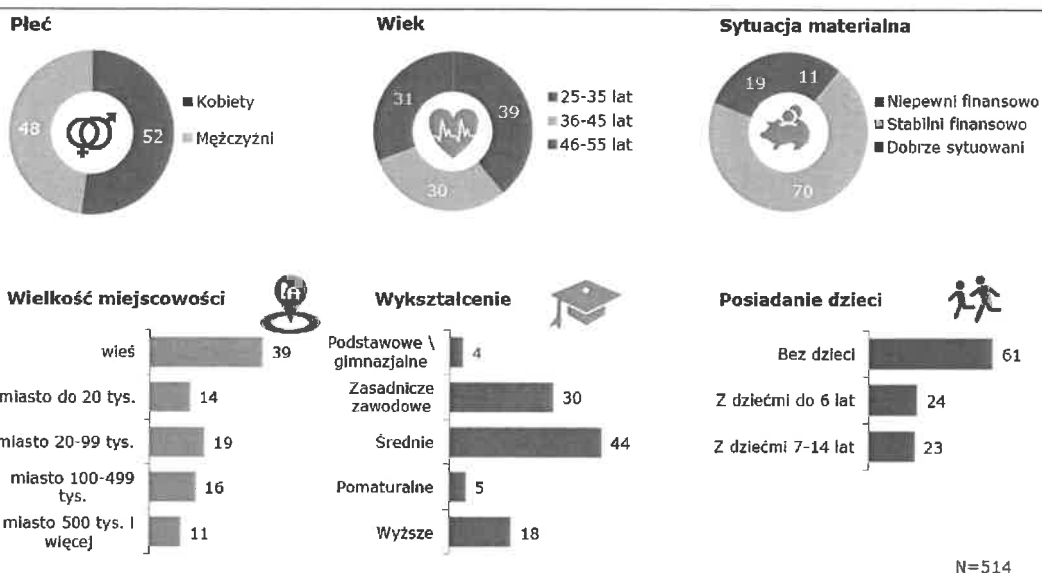 Płeć
48
52
Kobiety
Mężczyżni
Wiek
31
39
30
25-35 lat
36-45 lat
46-55 lat
Sytuacja materialna
19
11
70
Niepewni finansowo
Stabilni finansowo
Dobrze sytuowani
Wielkość miejscowości
wieś
39
miasto do 20 tys.
14
miasto 20-99 tys.
19
miasto 100-499
tys.
16
miasto 500 tys. I
więcej
11
Wykształcenie
Podstawowe \
gimnazjalne
4
Zasadnicze
zawodowe
30
Średnie
44
Pomaturalne
5
Wyższe
18
Posiadanie dzieci
Bez dzieci
61
Z dziećmi do 6 lat
24
Z dziećmi 7-14 lat
23
N=514